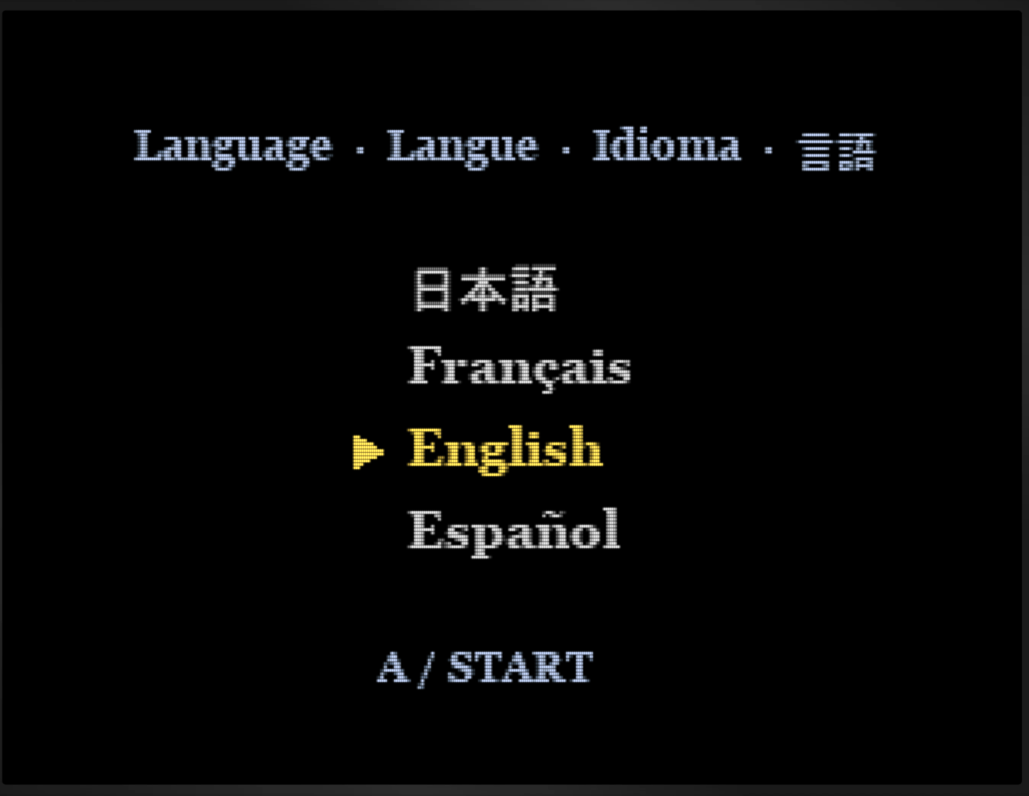 Language · Langue · Idioma · 言語
日本語
Français
▶ English
Español
A / START